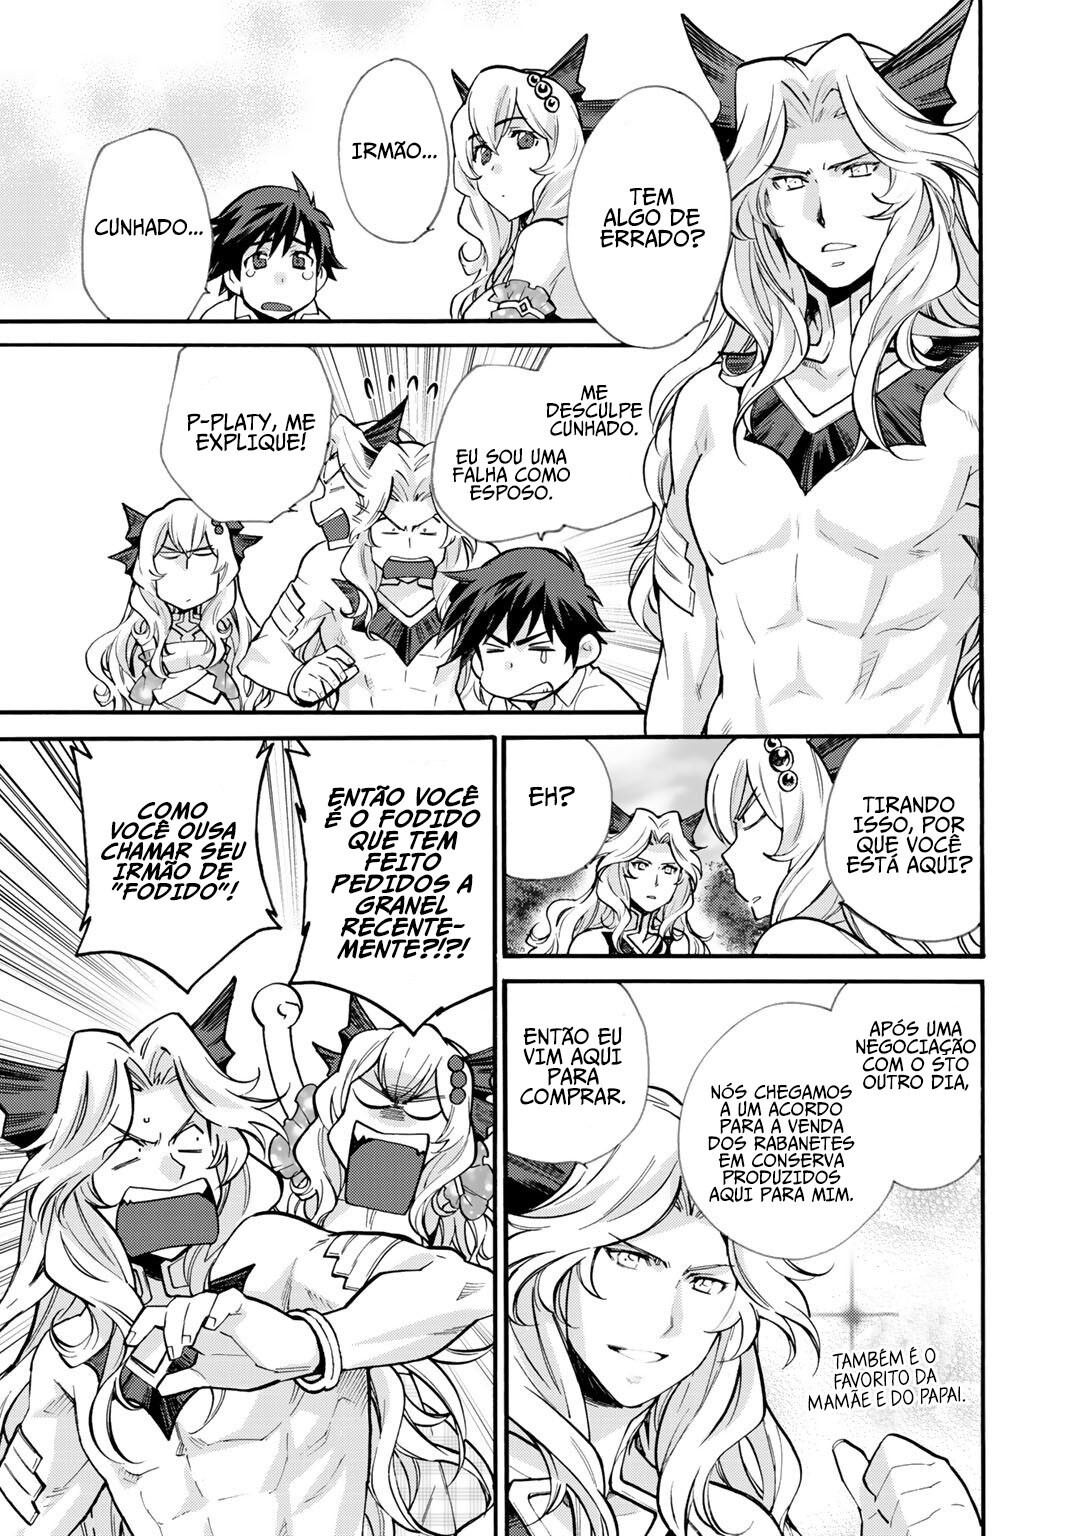 TEM
ALGO DE
ERRADO?
IRMÃO...
CUNHADO...
ME
DESCULPE
CUNHADO.
EU SOU UMA
FALHA COMO
ESPOSO.
P-PLATY, ME
EXPLIQUE!
TIRANDO
ISSO, POR
QUE VOCÊ
ESTÁ AQUI?
EH?
APÓS UMA
NEGOCIAÇÃO
COM O STO
OUTRO DIA,
NÓS CHEGAMOS
A UM ACORDO
PARA A VENDA
DOS RABANETES
EM CONSERVA
PRODUZIDOS
AQUI PARA MIM.
ENTÃO EU
VIM AQUI
PARA
COMPRAR.
TAMBÉM É O
FAVORITO DA
MAMÃE E DO PAPAI.
ENTÃO VOCÊ
É O FODIDO
QUE TEM
FEITO
PEDIDOS A
GRANEL
RECENTE-
MENTE?!?!
COMO
VOCÊ OUSA
CHAMAR SEU
IRMÃO DE
"FODIDO"!